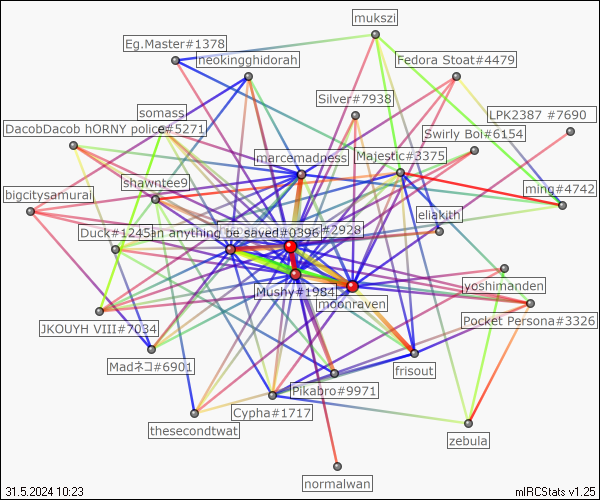 mukszi
Eg.Master#1378
neokingghidorah
Fedora Stoat#4479
Silver#7938
somass
LPK2387 #7690
DacobDacob hORNY police#5271
Swirly Boi#6154
marcemadness
Majestic#3375
shawntee9
bigcitysamurai
ming#4742
eliakith
Duck#1245
an anything be saved#0396
#2928
Mushy#1984
moonraven
yoshimanden
Pocket Persona#3326
JKOUYH VIII#7034
Madネコ#6901
frisout
Pikabro#9971
Cypha#1717
thesecondtwat
zebula
normalwan
31.5.2024 10:23
mIRCStats v1.25